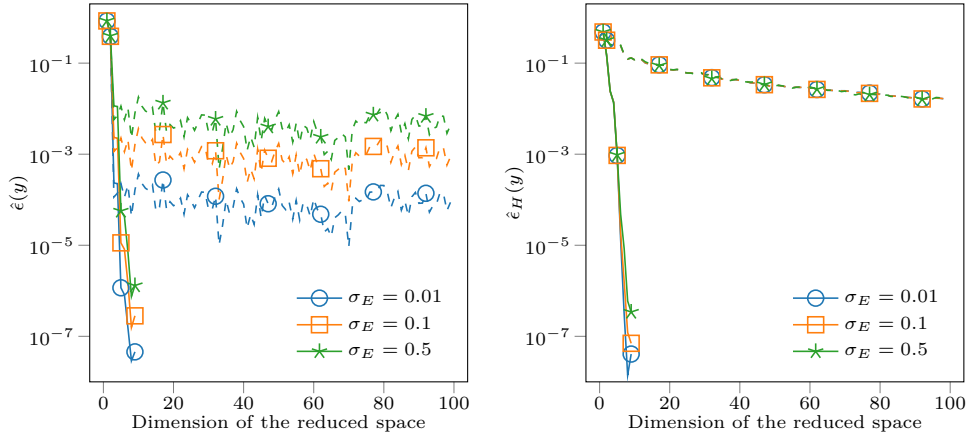 10⁻¹
10⁻³
10⁻⁵
10⁻⁷
ϵ̂(y)
σ_E = 0.01
σ_E = 0.1
σ_E = 0.5
0 20 40 60 80 100
Dimension of the reduced space
10⁻¹
10⁻³
10⁻⁵
10⁻⁷
ϵ̂_H(y)
σ_E = 0.01
σ_E = 0.1
σ_E = 0.5
0 20 40 60 80 100
Dimension of the reduced space